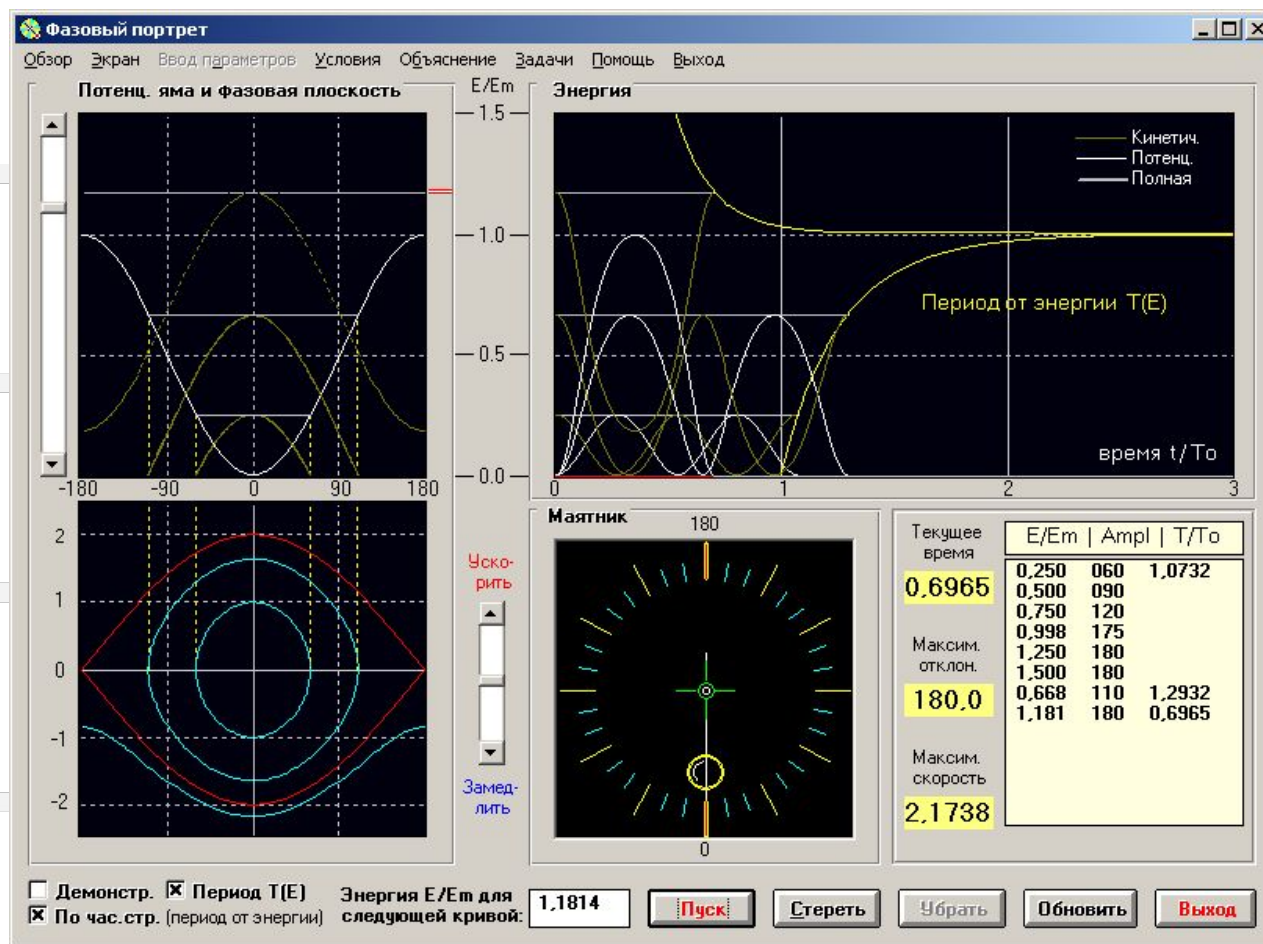 Фазовый портрет
Обзор Экран Ввод параметров Условия Объяснение Задачи Помощь Выход
Потенц. яма и фазовая плоскость
E/Em
Энергия
1.5
1.0
0.5
0.0
Кинетич.
Потенц.
Полная
Период от энергии T(E)
время t/To
-180 -90 0 90 180
0 1 2 3
2
1
0
-1
-2
Уско-
рить
Замед-
лить
Маятник
180
0
Текущее
время
0,6965
Максим.
отклон.
180,0
Максим.
скорость
2,1738
E/Em | Ampl | T/To
0,250 060 1,0732
0,500 090
0,750 120
0,998 175
1,250 180
1,500 180
0,668 110 1,2932
1,181 180 0,6965
Демонстр. Период T(E)
По час.стр. (период от энергии)
Энергия E/Em для
следующей кривой:
1,1814
Пуск Стереть Убрать Обновить Выход